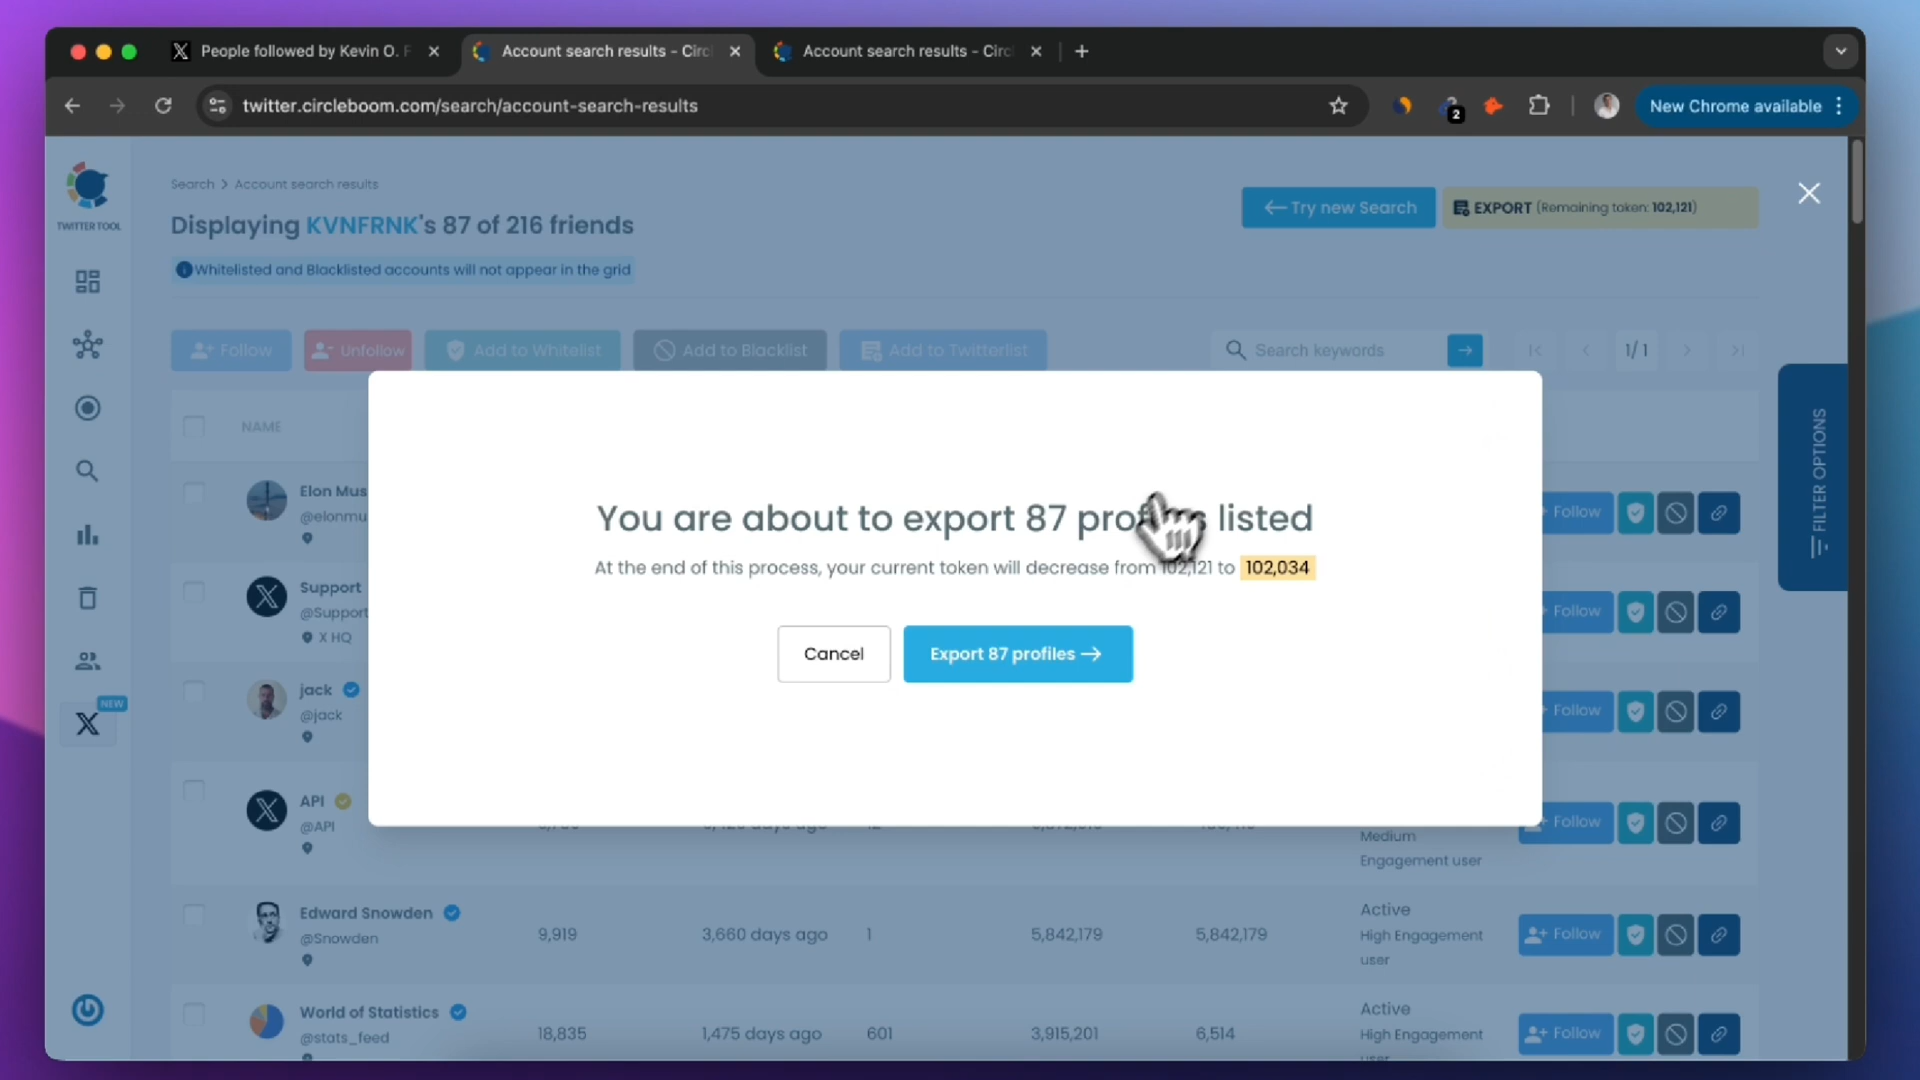 People followed by Kevin O. F
Account search results - Circ
Account search results - Circ
twitter.circleboom.com/search/account-search-results
2
New Chrome available
TWITTER TOOL
Search > Account search results
Displaying KVNFRNK's 87 of 216 friends
← Try new Search
EXPORT (Remaining token: 102,121)
Whitelisted and Blacklisted accounts will not appear in the grid
Follow
Unfollow
Add to Whitelist
Add to Blacklist
Add to Twitterlist
Search keywords
1/1
FILTER OPTIONS
NAME
Elon Mus
@elonmu
Follow
You are about to export 87 profiles listed
At the end of this process, your current token will decrease from 102,121 to 102,034
Cancel
Export 87 profiles →
Support
@Support
X HQ
Follow
jack
@jack
Follow
NEW
API
@API
Follow
Medium
Engagement user
Edward Snowden
@Snowden
9,919
3,660 days ago
1
5,842,179
5,842,179
Active
High Engagement
user
Follow
World of Statistics
@stats_feed
18,835
1,475 days ago
601
3,915,201
6,514
Active
High Engagement
user
Follow